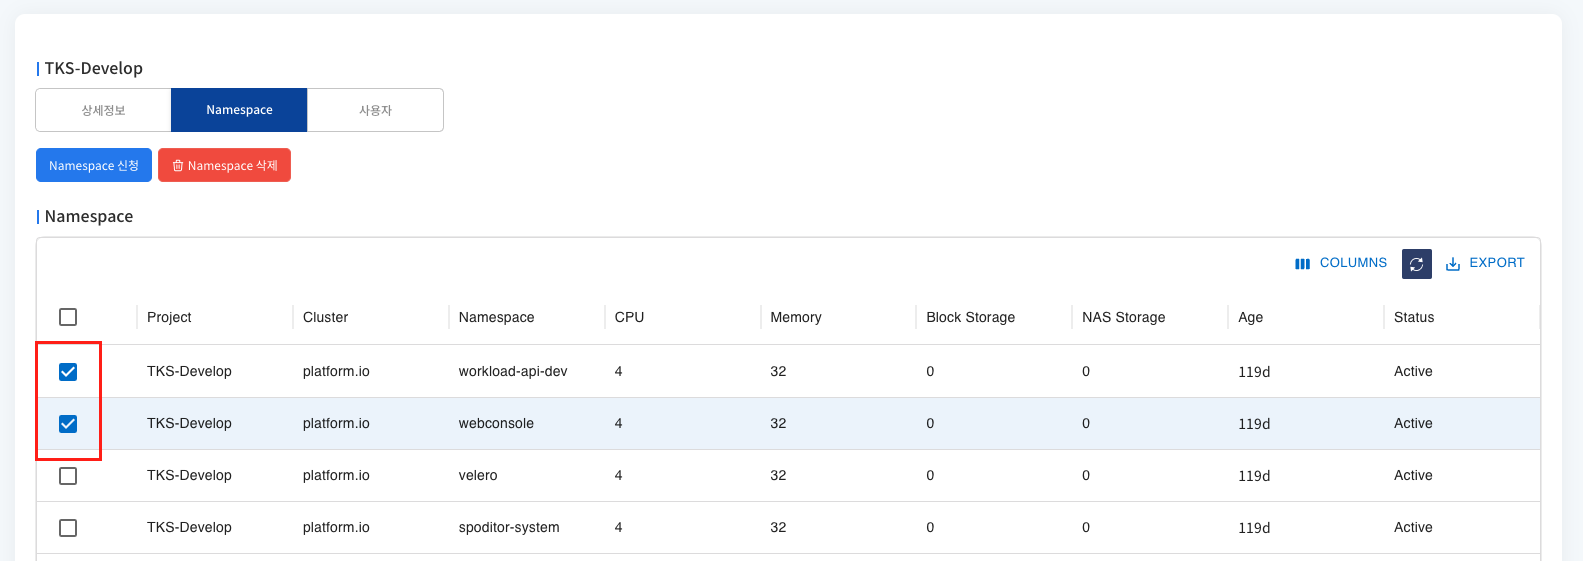 TKS-Develop
상세정보 Namespace 사용자
Namespace 신청 Namespace 삭제
Namespace
COLUMNS EXPORT
Project Cluster Namespace CPU Memory Block Storage NAS Storage Age Status
TKS-Develop platform.io workload-api-dev 4 32 0 0 119d Active
TKS-Develop platform.io webconsole 4 32 0 0 119d Active
TKS-Develop platform.io velero 4 32 0 0 119d Active
TKS-Develop platform.io spoditor-system 4 32 0 0 119d Active